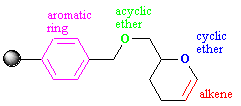 aromatic
ring
acyclic
ether
O
cyclic
ether
O
alkene